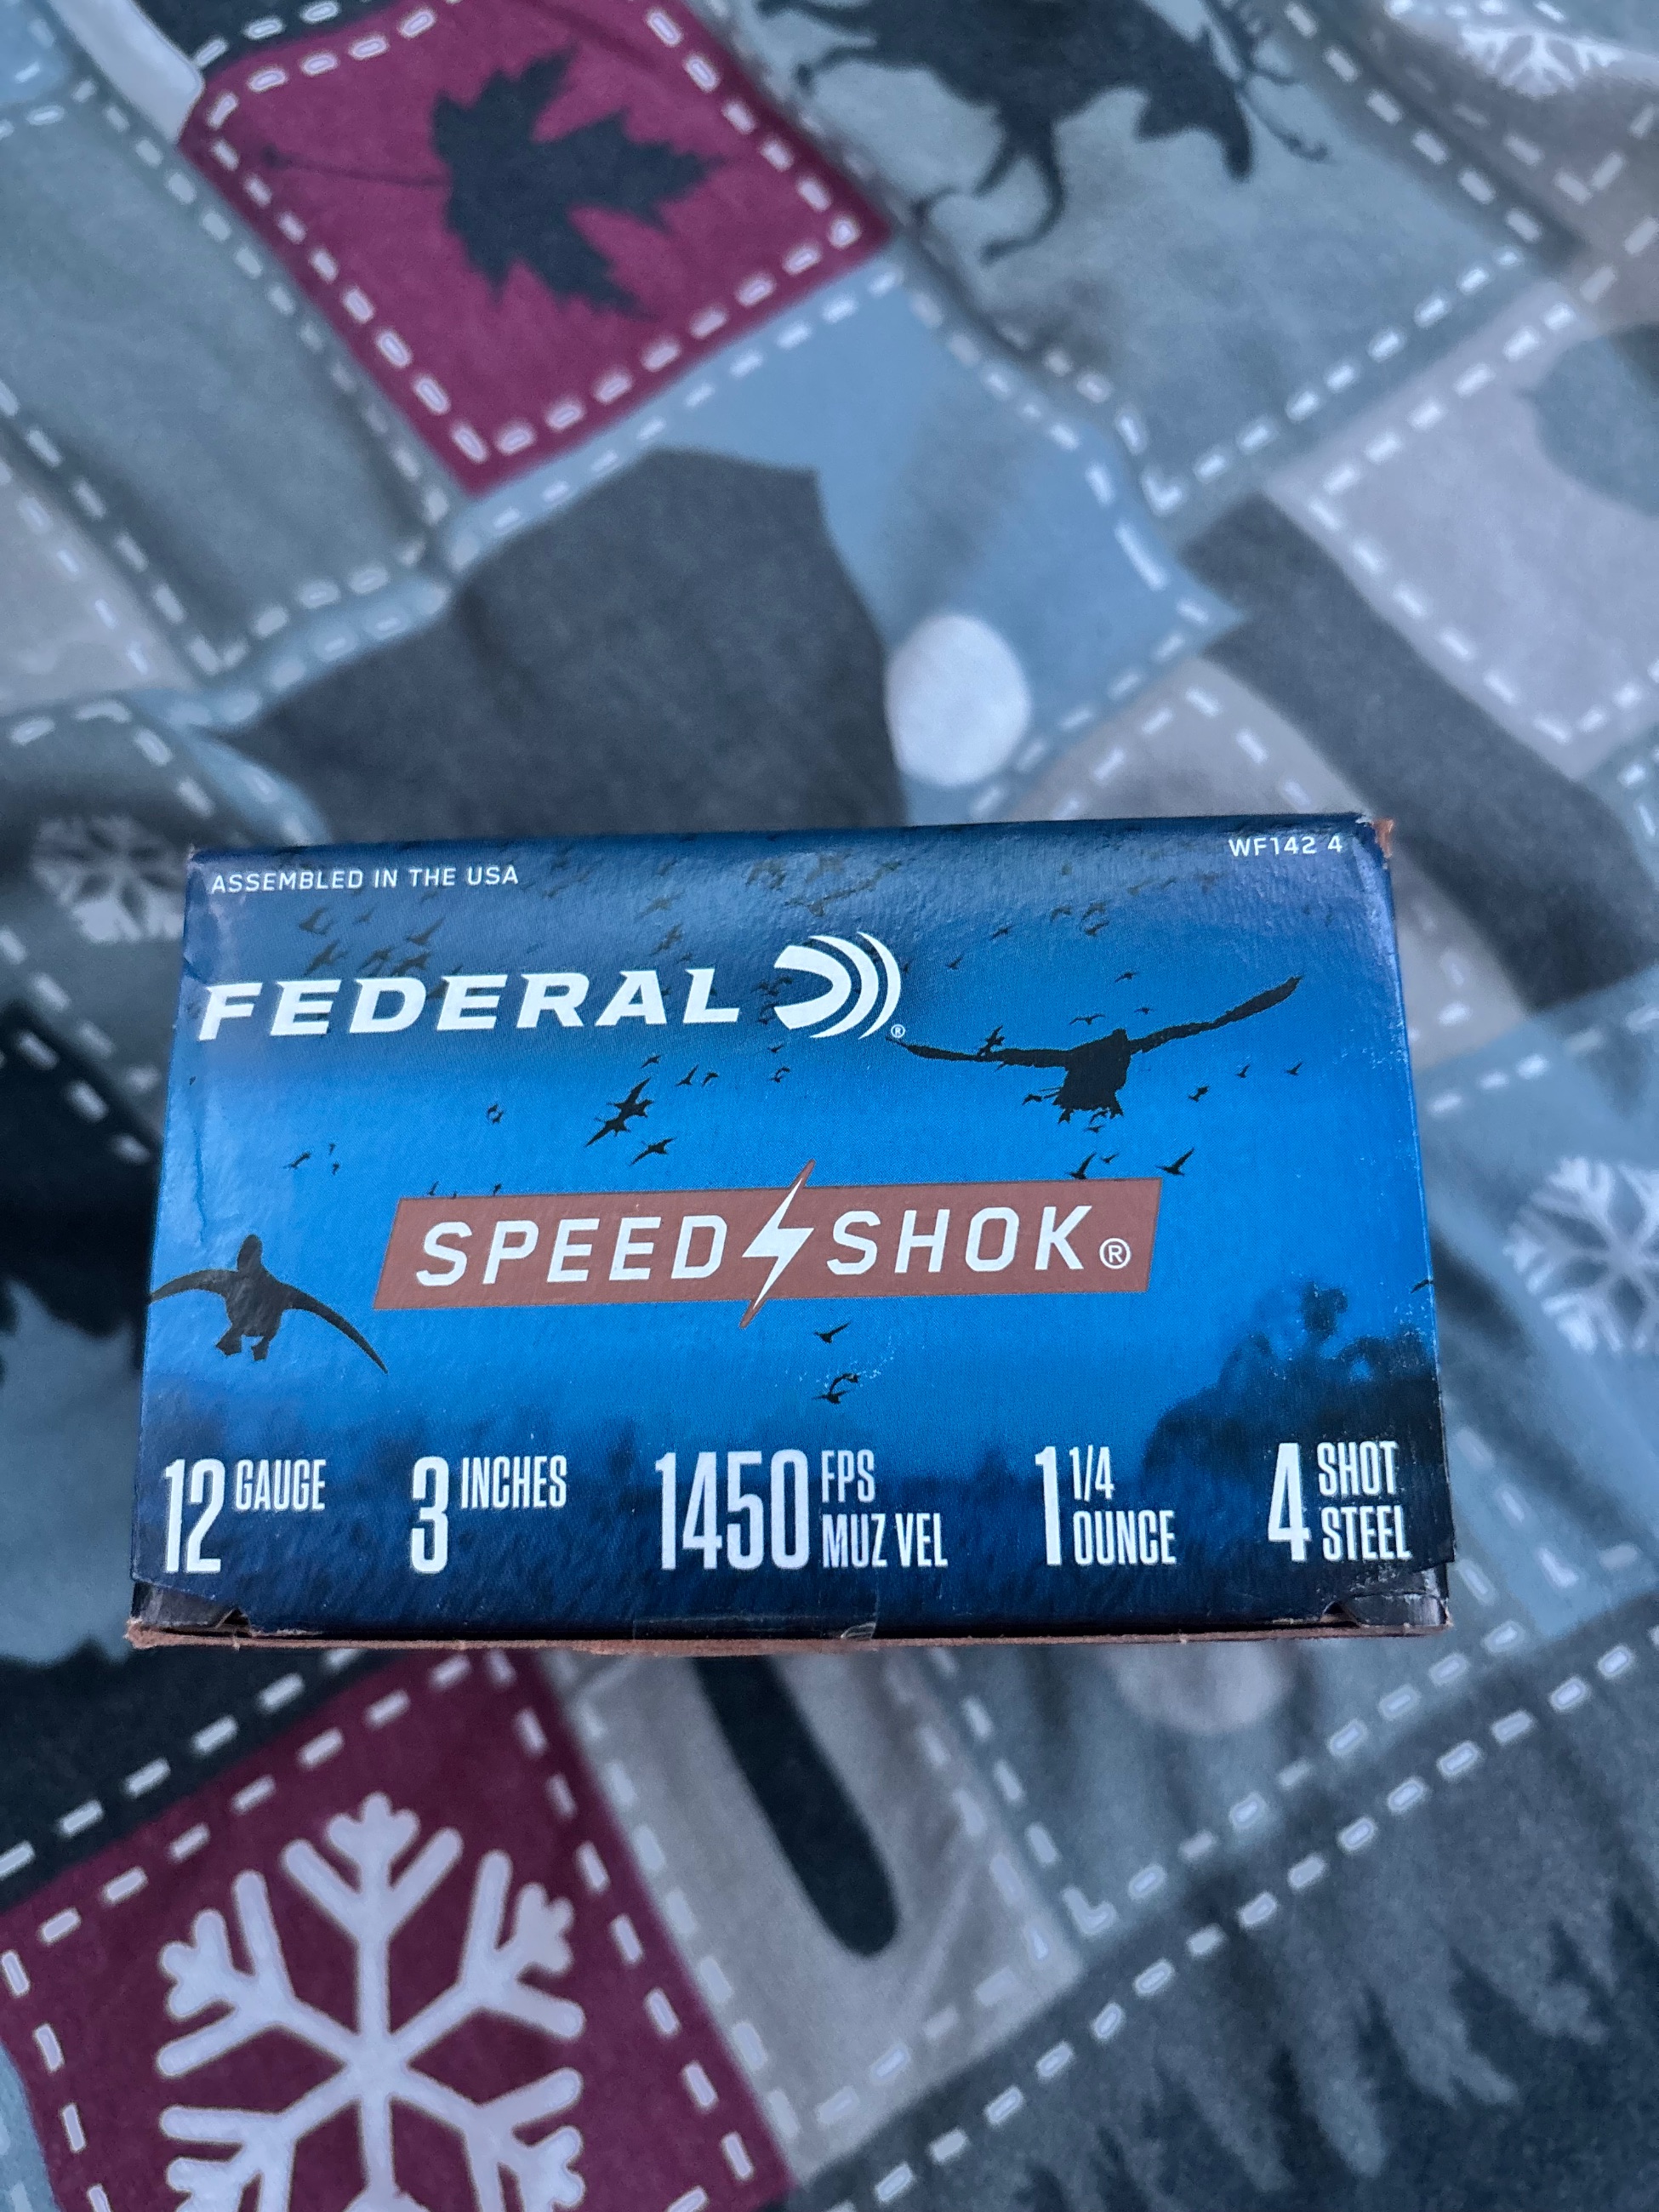 ASSEMBLED IN THE USA
WF142 4
FEDERAL ®
SPEED SHOK®
12 GAUGE
3 INCHES
1450 FPS
MUZ VEL
1 1/4
OUNCE
4 SHOT
STEEL